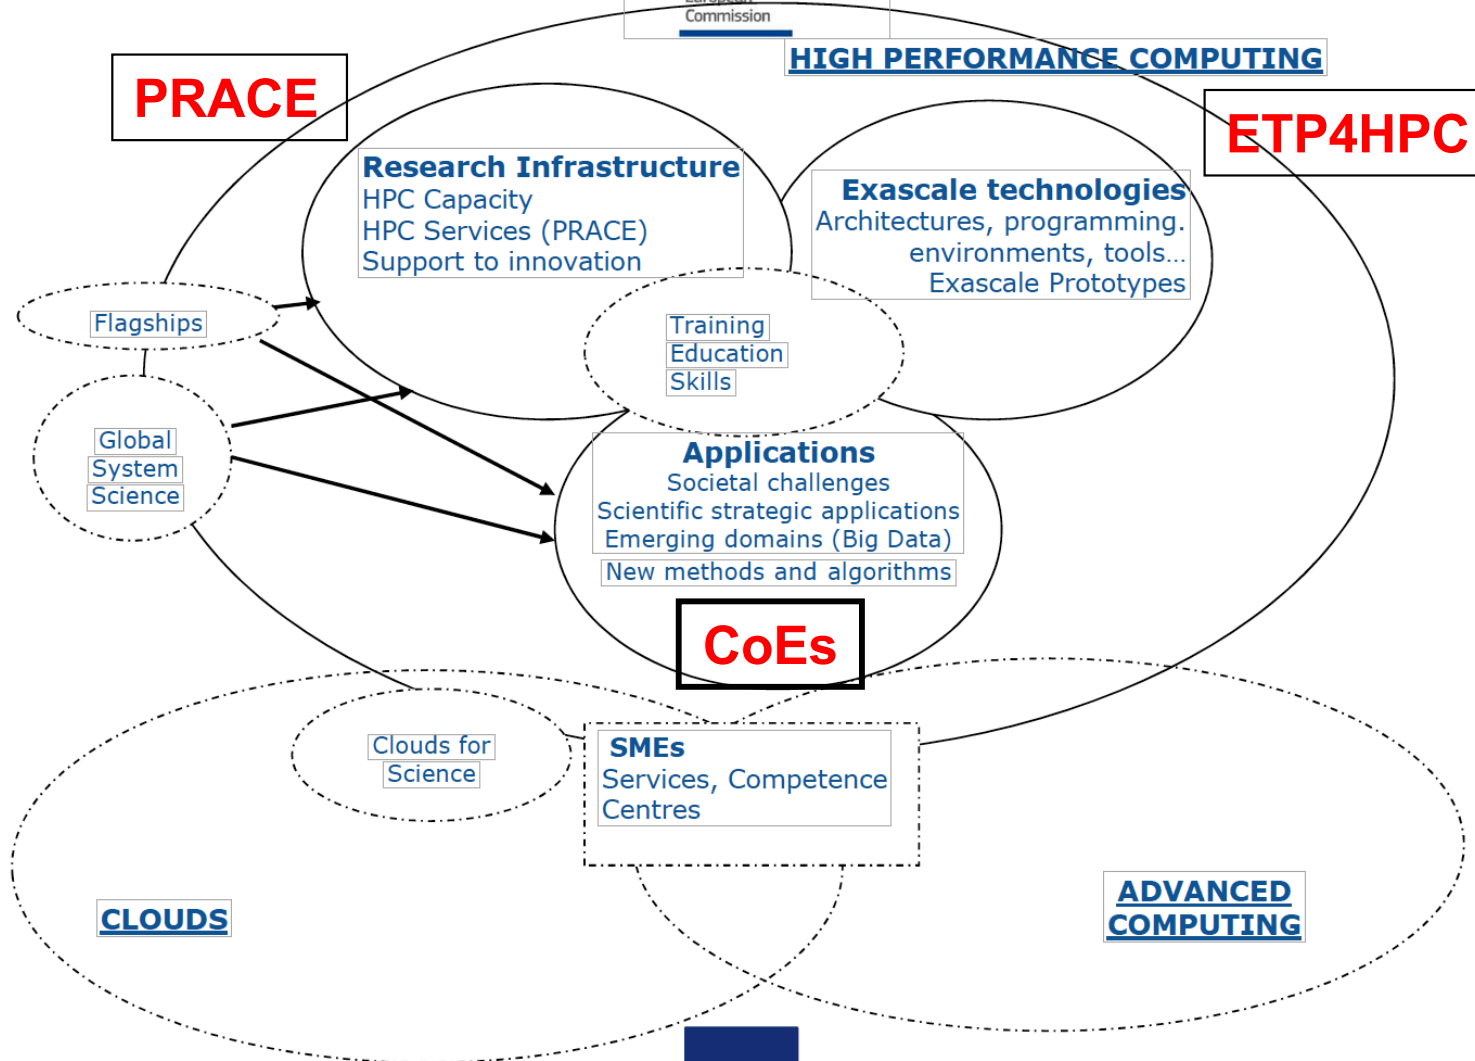 European
Commission
HIGH PERFORMANCE COMPUTING
PRACE
ETP4HPC
Research Infrastructure
HPC Capacity
HPC Services (PRACE)
Support to innovation
Exascale technologies
Architectures, programming.
environments, tools...
Exascale Prototypes
Flagships
Training
Education
Skills
Global
System
Science
Applications
Societal challenges
Scientific strategic applications
Emerging domains (Big Data)
New methods and algorithms
CoEs
Clouds for
Science
SMEs
Services, Competence
Centres
CLOUDS
ADVANCED
COMPUTING